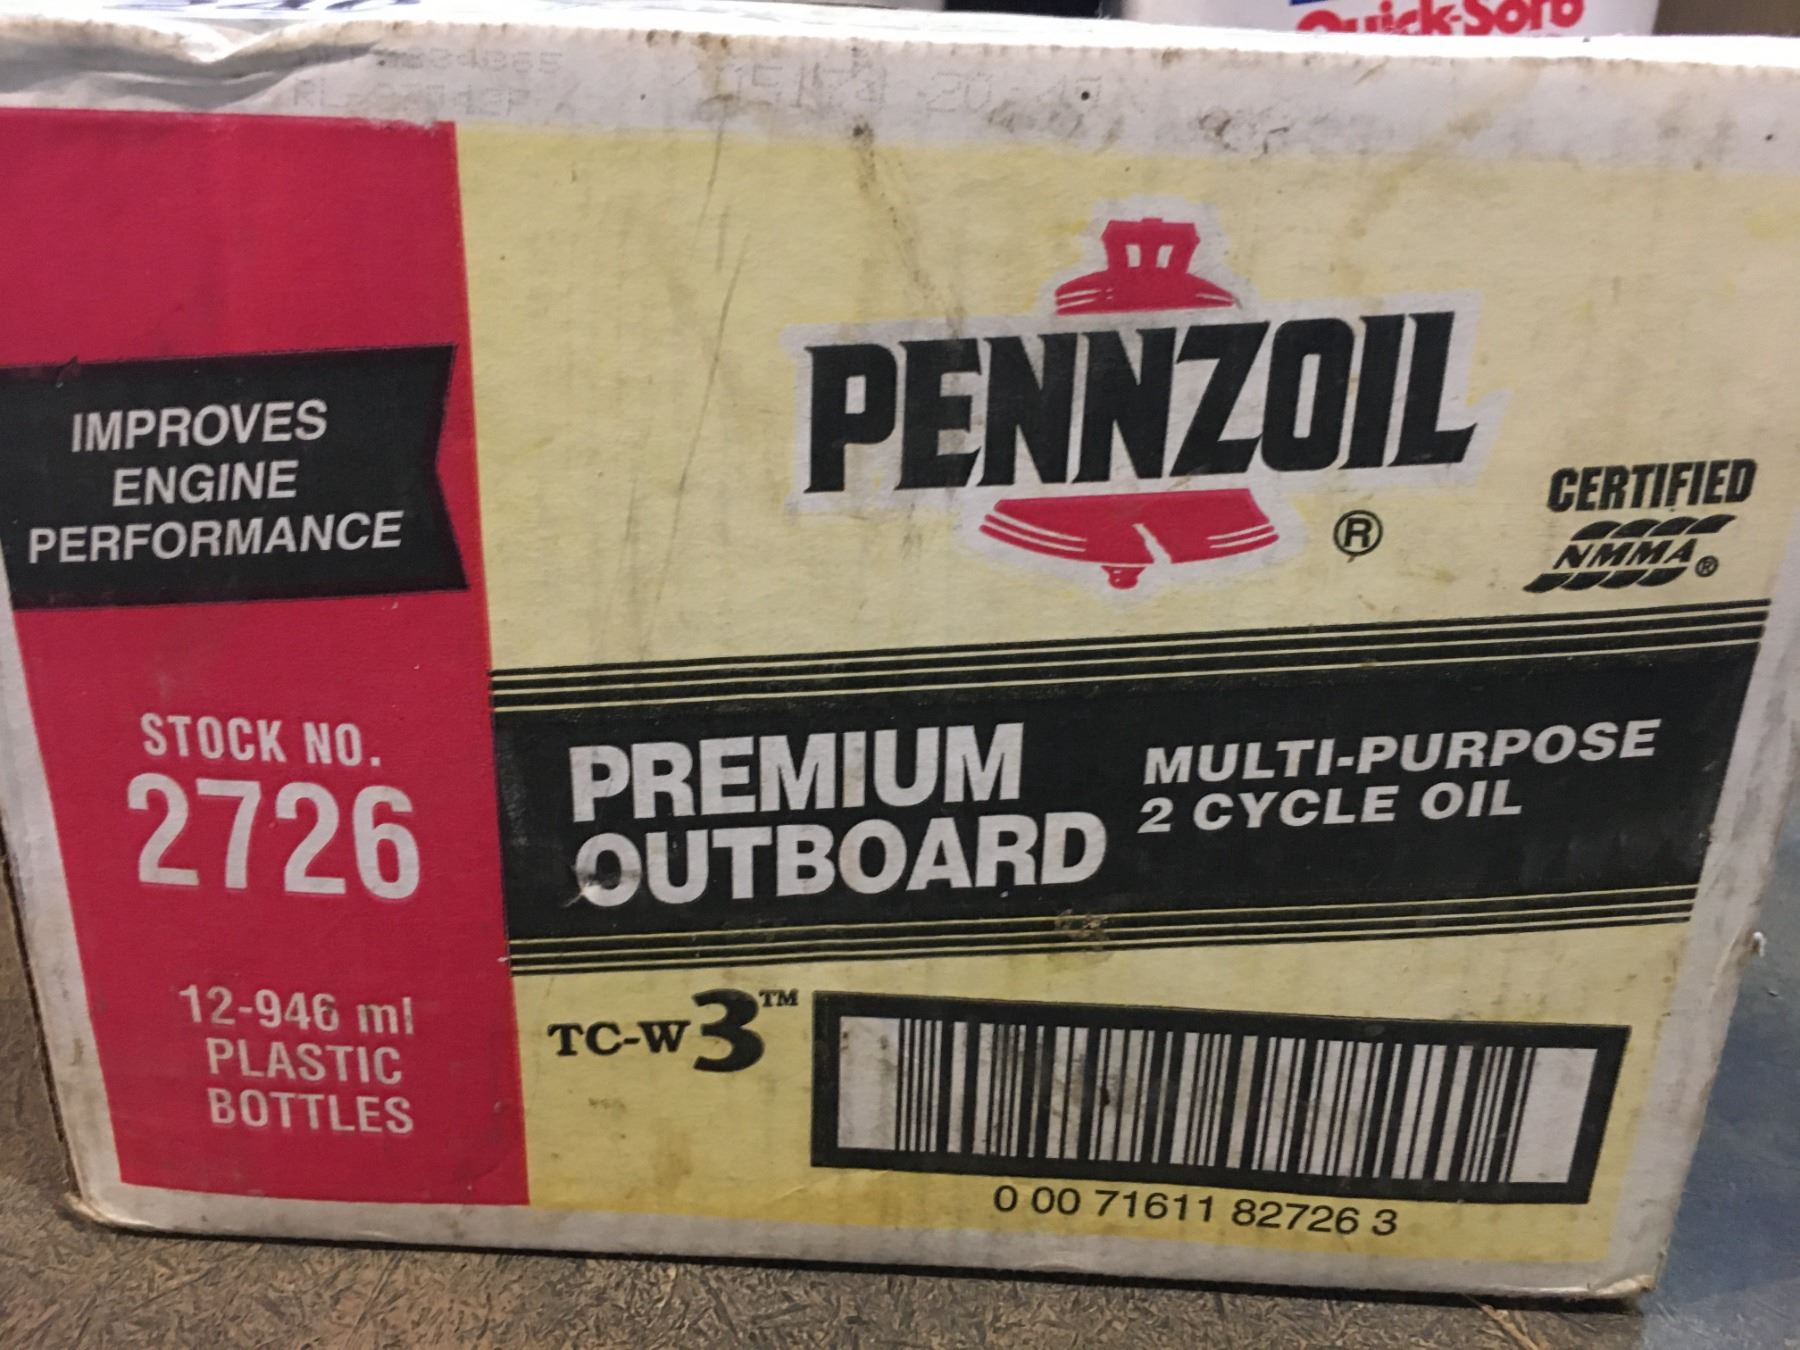 Quick-Sorb
PENNZOIL
®
CERTIFIED
NMMA®
IMPROVES
ENGINE
PERFORMANCE
STOCK NO.
2726
12-946 ml
PLASTIC
BOTTLES
PREMIUM
OUTBOARD
MULTI-PURPOSE
2 CYCLE OIL
TC-W3™
0 00 71611 82726 3